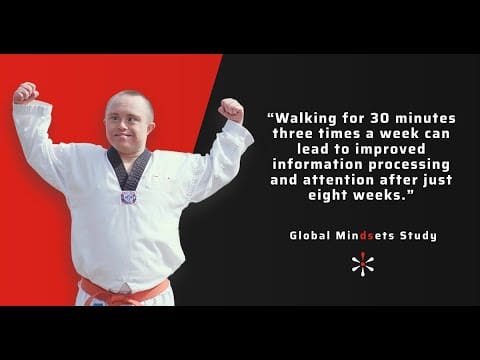 “Walking for 30 minutes
three times a week can
lead to improved
information processing
and attention after just
eight weeks.”
Global Mindsets Study